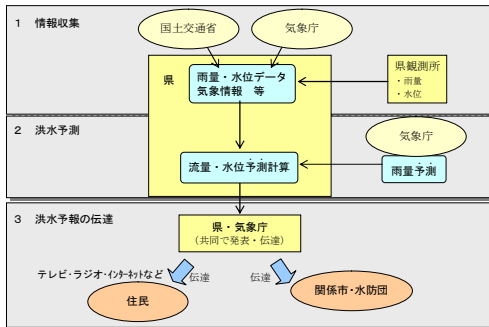 1 情報収集
国土交通省
気象庁
県
雨量・水位データ
気象情報 等
県観測所
・雨量
・水位
2 洪水予測
気象庁
流量・水位予測計算
雨量予測
3 洪水予報の伝達
県・気象庁
(共同で発表・伝達)
テレビ・ラジオ・インターネットなど
伝達
伝達
住民
関係市・水防団